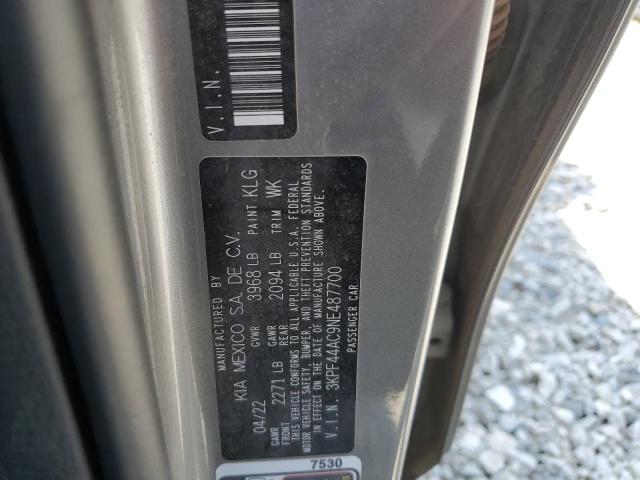 V.I.N.
MANUFACTURED BY
KIA MEXICO S.A. DE C.V.
04/22 GVWR 3968 LB PAINT KLG
GAWR FRONT 2271 LB GAWR REAR 2094 LB TRIM WK
THIS VEHICLE CONFORMS TO ALL APPLICABLE U.S.A. FEDERAL
MOTOR VEHICLE SAFETY, BUMPER, AND THEFT PREVENTION STANDARDS
IN EFFECT ON THE DATE OF MANUFACTURE SHOWN ABOVE.
V.I.N. 3KPF44AC9NE487700
PASSENGER CAR
7530